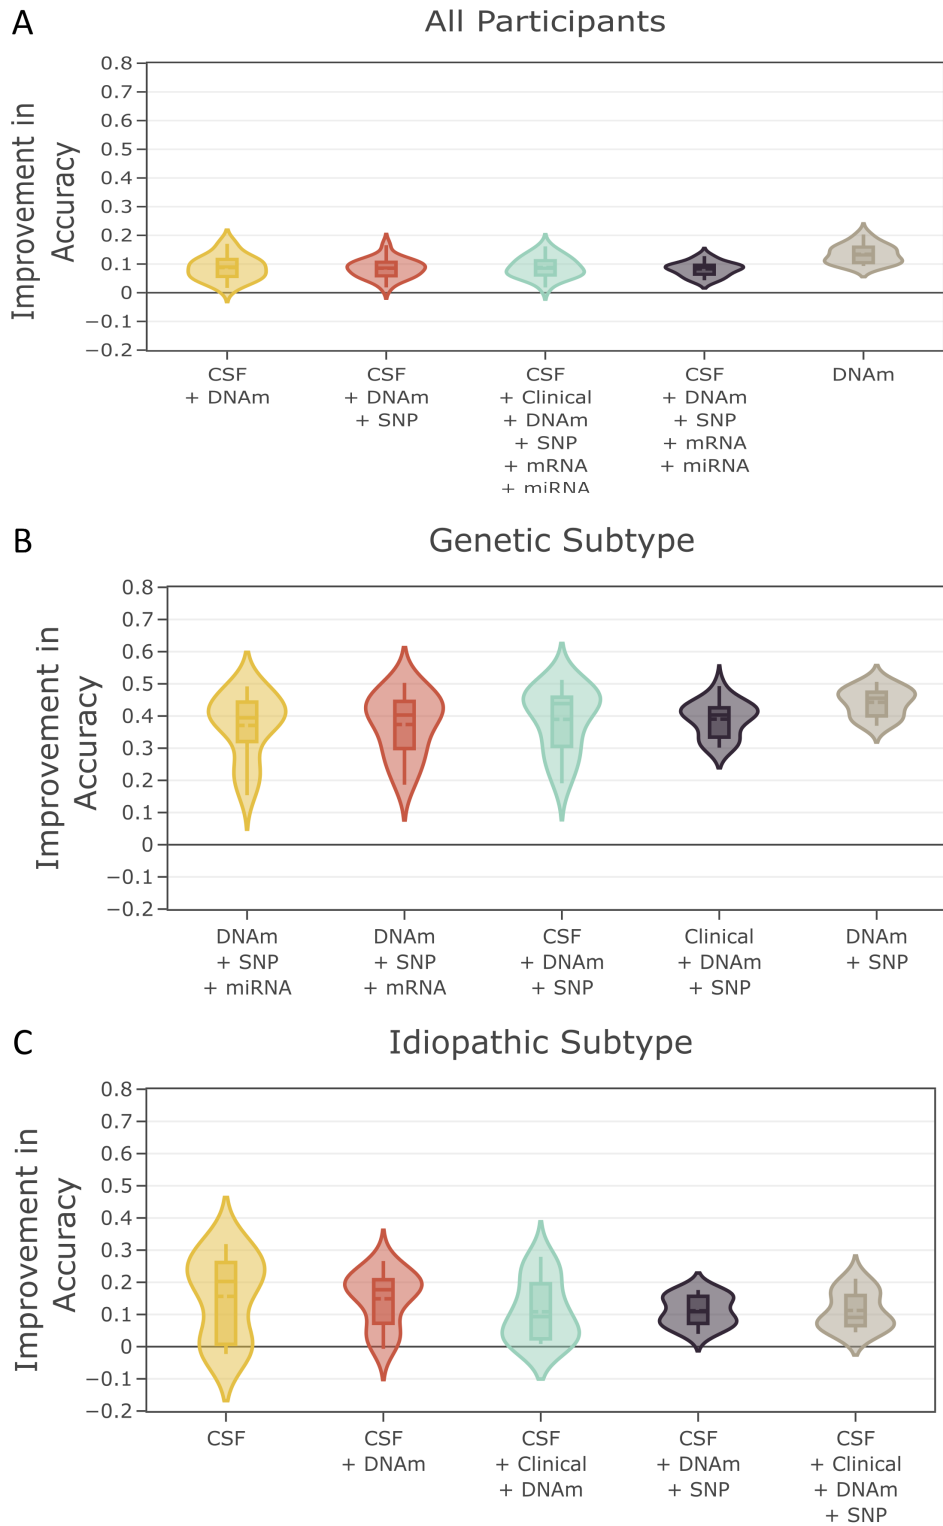 A
All Participants
Improvement in
Accuracy
0.8
0.7
0.6
0.5
0.4
0.3
0.2
0.1
0
−0.1
−0.2
CSF
+ DNAm
CSF
+ DNAm
+ SNP
CSF
+ Clinical
+ DNAm
+ SNP
+ mRNA
+ miRNA
CSF
+ DNAm
+ SNP
+ mRNA
+ miRNA
DNAm
B
Genetic Subtype
Improvement in
Accuracy
0.8
0.7
0.6
0.5
0.4
0.3
0.2
0.1
0
−0.1
−0.2
DNAm
+ SNP
+ miRNA
DNAm
+ SNP
+ mRNA
CSF
+ DNAm
+ SNP
Clinical
+ DNAm
+ SNP
DNAm
+ SNP
C
Idiopathic Subtype
Improvement in
Accuracy
0.8
0.7
0.6
0.5
0.4
0.3
0.2
0.1
0
−0.1
−0.2
CSF
CSF
+ DNAm
CSF
+ Clinical
+ DNAm
CSF
+ DNAm
+ SNP
CSF
+ Clinical
+ DNAm
+ SNP